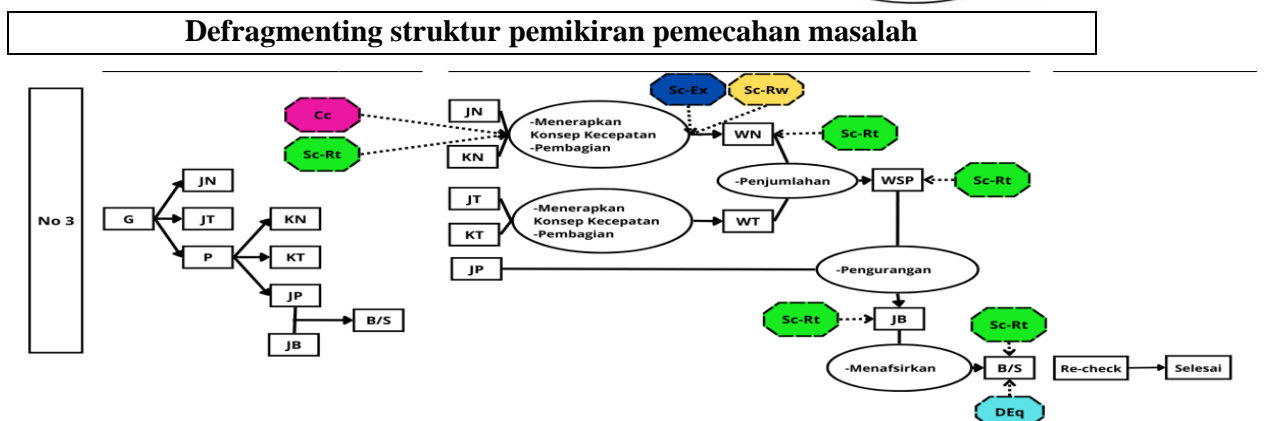 Defragmenting struktur pemikiran pemecahan masalah
No 3
G
JN
JT
P
KN
KT
JP
JB
B/S
Cc
Sc-Rt
JN
KN
-Menerapkan
Konsep Kecepatan
-Pembagian
Sc-Ex
Sc-Rw
WN
Sc-Rt
JT
KT
-Menerapkan
Konsep Kecepatan
-Pembagian
WT
-Penjumlahan
WSP
Sc-Rt
JP
-Pengurangan
Sc-Rt
JB
-Menafsirkan
Sc-Rt
B/S
DEq
Re-check
Selesai